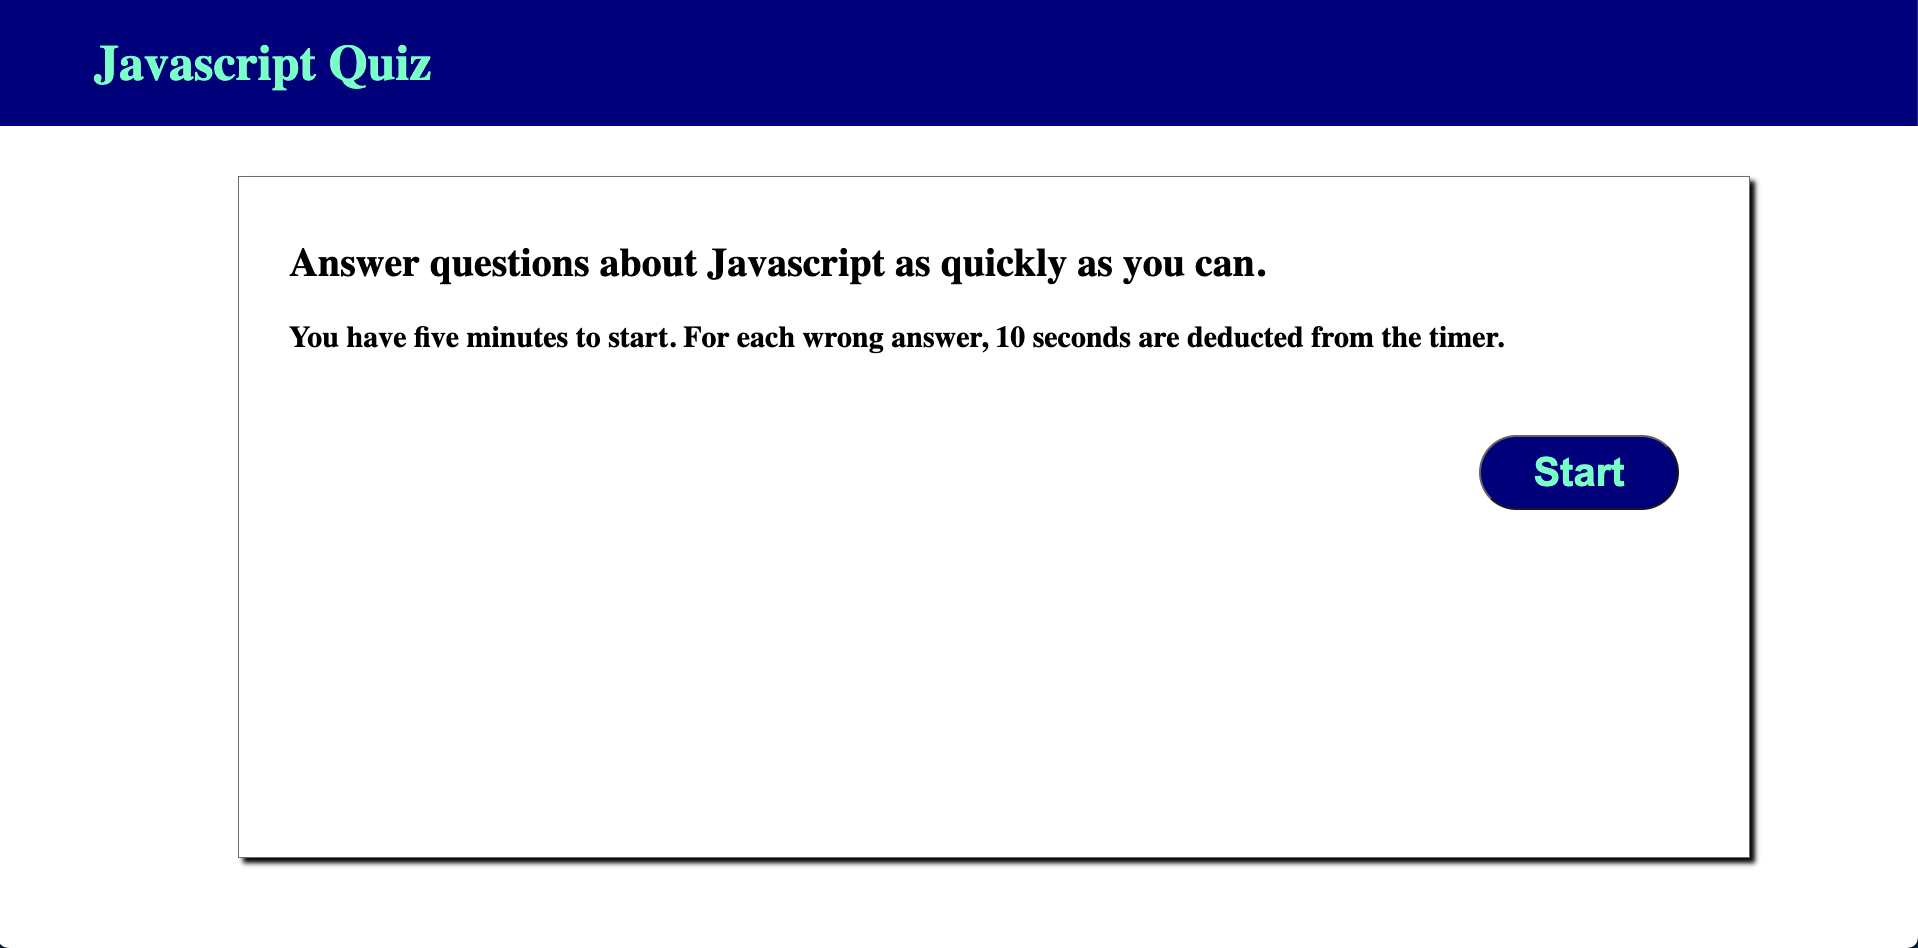 Javascript Quiz
Answer questions about Javascript as quickly as you can.
You have five minutes to start. For each wrong answer, 10 seconds are deducted from the timer.
Start